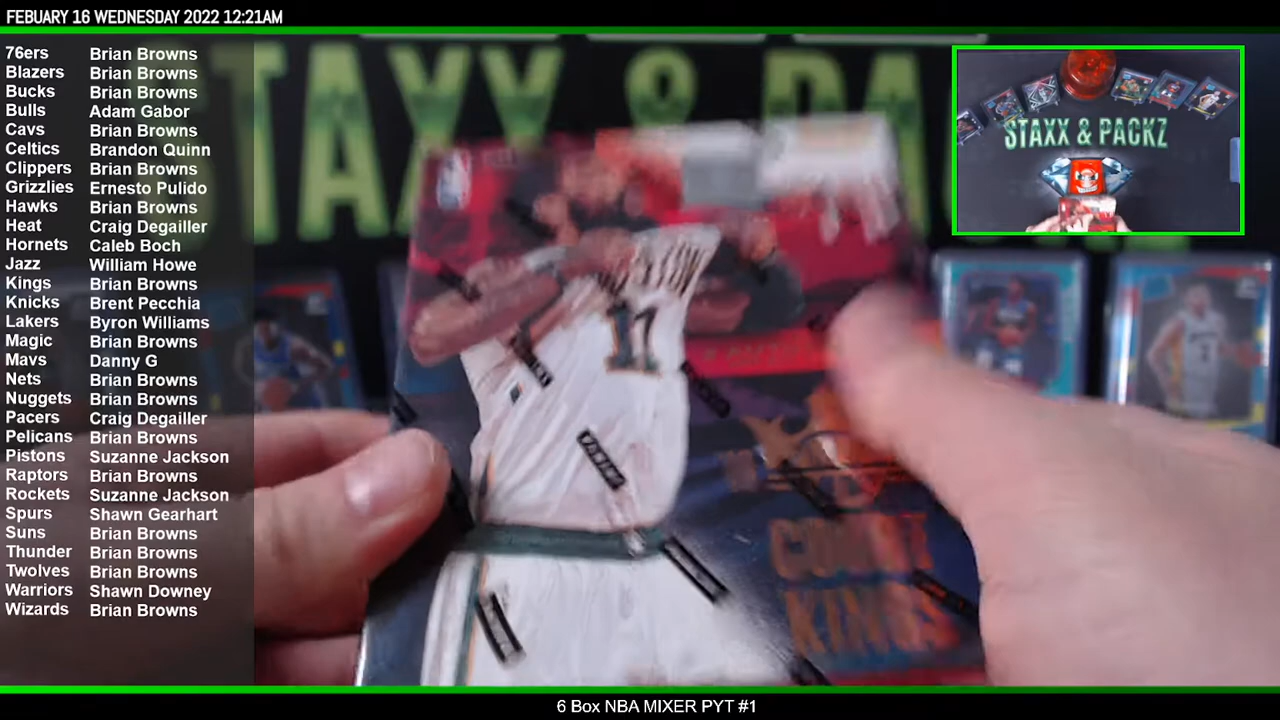 FEBUARY 16 WEDNESDAY 2022 12:21AM
76ers Brian Browns
Blazers Brian Browns
Bucks Brian Browns
Bulls Adam Gabor
Cavs Brian Browns
Celtics Brandon Quinn
Clippers Brian Browns
Grizzlies Ernesto Pulido
Hawks Brian Browns
Heat Craig Degailler
Hornets Caleb Boch
Jazz William Howe
Kings Brian Browns
Knicks Brent Pecchia
Lakers Byron Williams
Magic Brian Browns
Mavs Danny G
Nets Brian Browns
Nuggets Brian Browns
Pacers Craig Degailler
Pelicans Brian Browns
Pistons Suzanne Jackson
Raptors Brian Browns
Rockets Suzanne Jackson
Spurs Shawn Gearhart
Suns Brian Browns
Thunder Brian Browns
Twolves Brian Browns
Warriors Shawn Downey
Wizards Brian Browns
STAXX & PA
STAXX & PACKZ
COURT
KINGS
6 Box NBA MIXER PYT #1